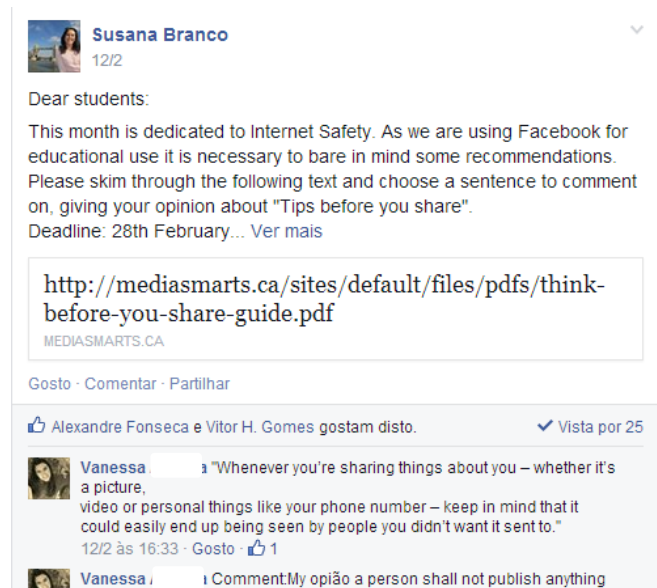 Susana Branco
12/2
Dear students:
This month is dedicated to Internet Safety. As we are using Facebook for
educational use it is necessary to bare in mind some recommendations.
Please skim through the following text and choose a sentence to comment
on, giving your opinion about "Tips before you share".
Deadline: 28th February... Ver mais
http://mediasmarts.ca/sites/default/files/pdfs/think-
before-you-share-guide.pdf
MEDIASMARTS.CA
Gosto · Comentar · Partilhar
Alexandre Fonseca e Vitor H. Gomes gostam disto. Vista por 25
Vanessa a "Whenever you're sharing things about you – whether it's
a picture,
video or personal things like your phone number – keep in mind that it
could easily end up being seen by people you didn't want it sent to."
12/2 às 16:33 · Gosto · 1
Vanessa Comment:My opião a person shall not publish anything